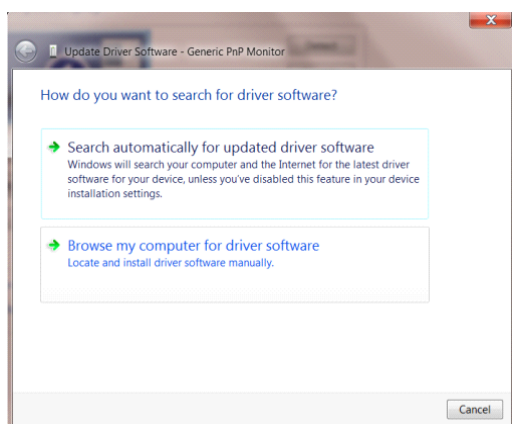 Update Driver Software - Generic PnP Monitor
How do you want to search for driver software?
Search automatically for updated driver software
Windows will search your computer and the Internet for the latest driver
software for your device, unless you've disabled this feature in your device
installation settings.
Browse my computer for driver software
Locate and install driver software manually.
Cancel